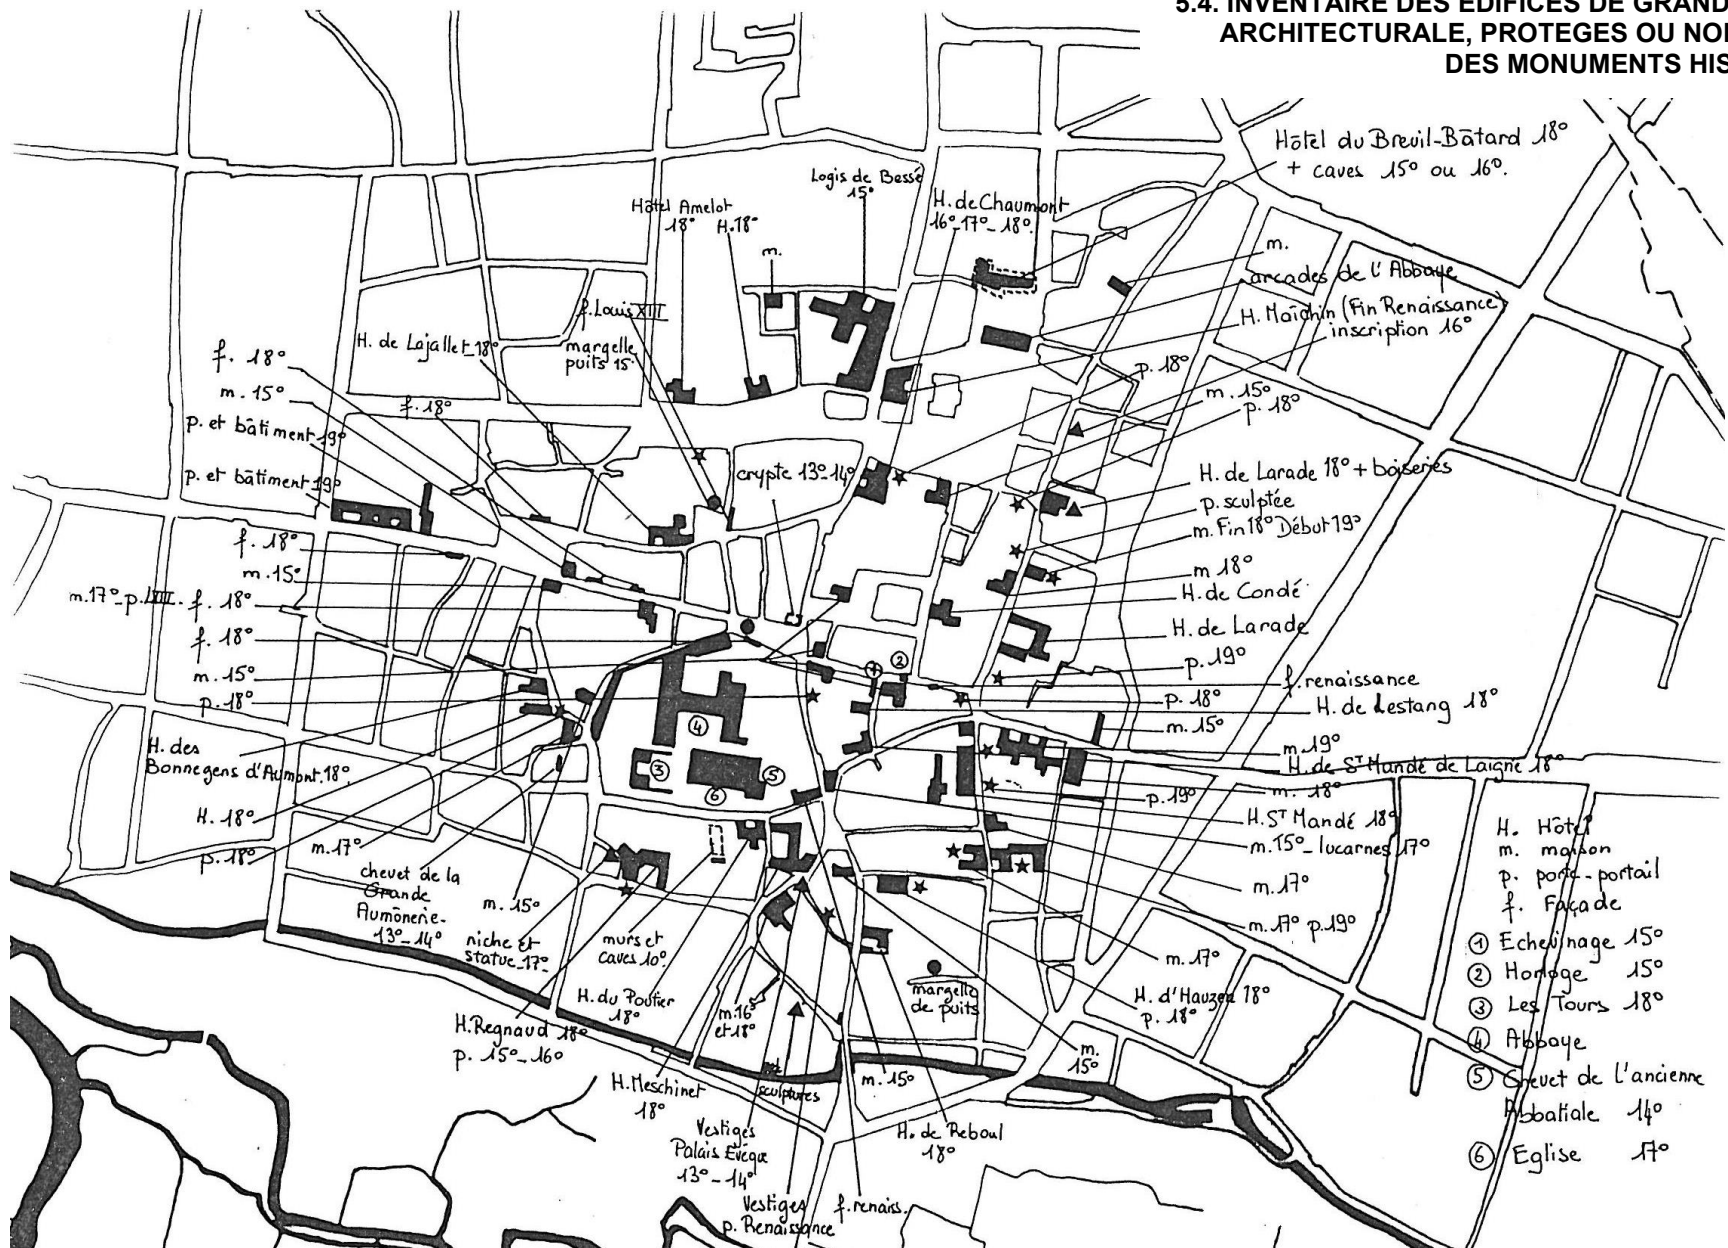 5.4. INVENTAIRE DES EDIFICES DE GRAND
ARCHITECTURALE, PROTEGES OU NON
DES MONUMENTS HIS
Hôtel du Breuil-Bâtard 18°
+ caves 15° ou 16°.
Logis de Bessé
15°
Hôtel Amelot
18°
H.18°
H. de Chaumont
16°-17°-18°.
m.
m.
arcades de l'Abbaye
H. Maichin (Fin Renaissance)
inscription 16°
f. Louis XIII
H. de Lajallet 18°
margelle
puits 15°
f. 18°
m. 15°
f. 18°
p. et bâtiment 19°
p. et bâtiment 19°
crypte 13°-14°
p. 18°
m. 15°
p. 18°
H. de Larade 18° + boiseries
p. sculptée
m. Fin 18° Début 19°
m 18°
H. de Condé
H. de Larade
p. 19°
f. renaissance
p. 18°
H. de Lestang 18°
m. 15°
m. 19°
H. de St Mandé de Laigne 18°
m. 18°
p. 19°
H. St Mandé 18°
m. 15° - lucarnes 17°
m. 17°
m. 17° p. 19°
m. 17°
H. d'Hauzen 18°
p. 18°
f. 18°
m. 15°
m. 17° - p. LXIII.
f. 18°
f. 18°
m. 15°
p. 18°
H. des
Bonnegens d'Aumont. 18°
H. 18°
p. 18°
m. 17°
chevet de la
Grande
Aumônerie.
13°-14°
m. 15°
niche et
statue 17°
murs et
caves 10°
H. Regnaud 18°
p. 15°-16°
H. du Poutier
18°
m. 16°
et 18°
H. Meschinet
18°
sculptures
Vestiges
Palais Evêque
13°-14°
Vestiges
p. Renaissance
f. renaiss.
m. 15°
H. de Reboul
18°
margelle
de puits
m.
15°
1
2
3
4
5
6
H. Hôtel
m. maison
p. porte-portail
f. Façade
1 Echevinage 15°
2 Horloge 15°
3 Les Tours 18°
4 Abbaye
5 Chevet de l'ancienne
Abbatiale 14°
6 Eglise 17°